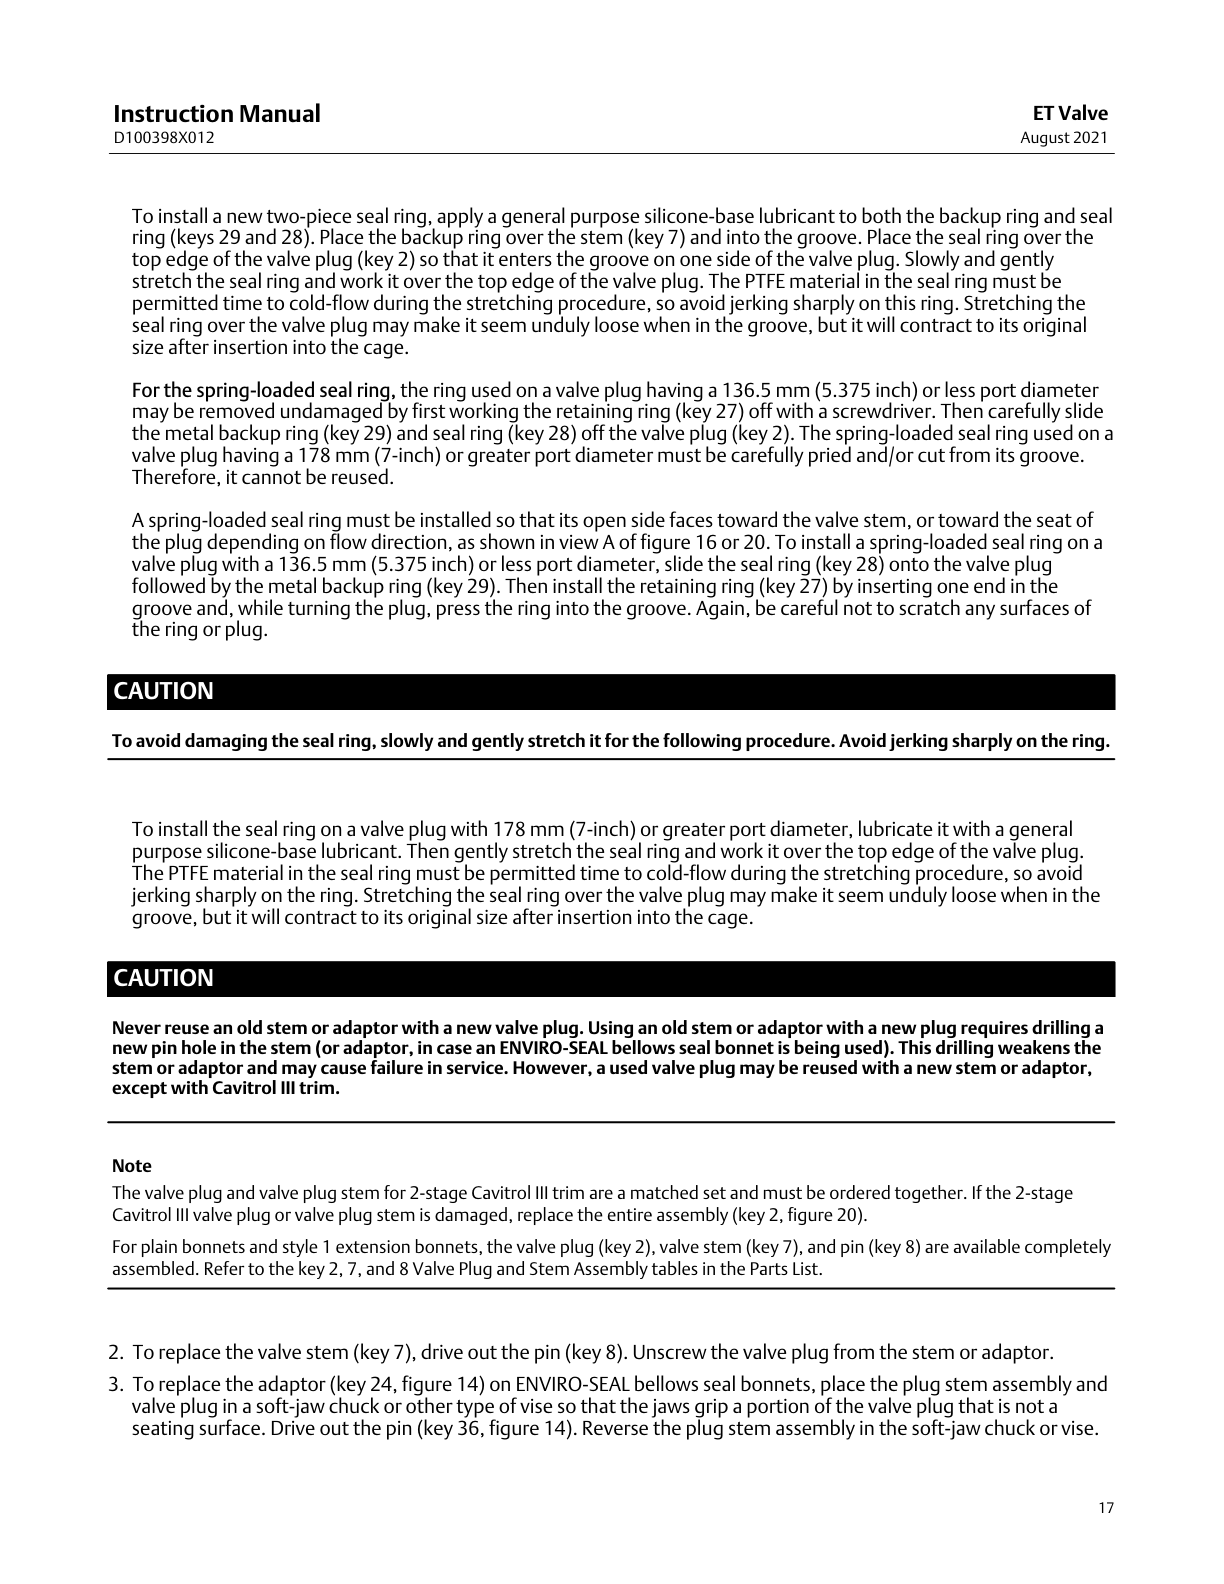 Instruction Manual
D100398X012
ET Valve
August 2021
To install a new two-piece seal ring, apply a general purpose silicone-base lubricant to both the backup ring and seal
ring (keys 29 and 28). Place the backup ring over the stem (key 7) and into the groove. Place the seal ring over the
top edge of the valve plug (key 2) so that it enters the groove on one side of the valve plug. Slowly and gently
stretch the seal ring and work it over the top edge of the valve plug. The PTFE material in the seal ring must be
permitted time to cold-flow during the stretching procedure, so avoid jerking sharply on this ring. Stretching the
seal ring over the valve plug may make it seem unduly loose when in the groove, but it will contract to its original
size after insertion into the cage.
For the spring-loaded seal ring, the ring used on a valve plug having a 136.5 mm (5.375 inch) or less port diameter
may be removed undamaged by first working the retaining ring (key 27) off with a screwdriver. Then carefully slide
the metal backup ring (key 29) and seal ring (key 28) off the valve plug (key 2). The spring-loaded seal ring used on a
valve plug having a 178 mm (7-inch) or greater port diameter must be carefully pried and/or cut from its groove.
Therefore, it cannot be reused.
A spring-loaded seal ring must be installed so that its open side faces toward the valve stem, or toward the seat of
the plug depending on flow direction, as shown in view A of figure 16 or 20. To install a spring-loaded seal ring on a
valve plug with a 136.5 mm (5.375 inch) or less port diameter, slide the seal ring (key 28) onto the valve plug
followed by the metal backup ring (key 29). Then install the retaining ring (key 27) by inserting one end in the
groove and, while turning the plug, press the ring into the groove. Again, be careful not to scratch any surfaces of
the ring or plug.
CAUTION
To avoid damaging the seal ring, slowly and gently stretch it for the following procedure. Avoid jerking sharply on the ring.
To install the seal ring on a valve plug with 178 mm (7-inch) or greater port diameter, lubricate it with a general
purpose silicone-base lubricant. Then gently stretch the seal ring and work it over the top edge of the valve plug.
The PTFE material in the seal ring must be permitted time to cold-flow during the stretching procedure, so avoid
jerking sharply on the ring. Stretching the seal ring over the valve plug may make it seem unduly loose when in the
groove, but it will contract to its original size after insertion into the cage.
CAUTION
Never reuse an old stem or adaptor with a new valve plug. Using an old stem or adaptor with a new plug requires drilling a
new pin hole in the stem (or adaptor, in case an ENVIRO-SEAL bellows seal bonnet is being used). This drilling weakens the
stem or adaptor and may cause failure in service. However, a used valve plug may be reused with a new stem or adaptor,
except with Cavitrol III trim.
Note
The valve plug and valve plug stem for 2-stage Cavitrol III trim are a matched set and must be ordered together. If the 2-stage
Cavitrol III valve plug or valve plug stem is damaged, replace the entire assembly (key 2, figure 20).
For plain bonnets and style 1 extension bonnets, the valve plug (key 2), valve stem (key 7), and pin (key 8) are available completely
assembled. Refer to the key 2, 7, and 8 Valve Plug and Stem Assembly tables in the Parts List.
2. To replace the valve stem (key 7), drive out the pin (key 8). Unscrew the valve plug from the stem or adaptor.
3. To replace the adaptor (key 24, figure 14) on ENVIRO-SEAL bellows seal bonnets, place the plug stem assembly and
valve plug in a soft-jaw chuck or other type of vise so that the jaws grip a portion of the valve plug that is not a
seating surface. Drive out the pin (key 36, figure 14). Reverse the plug stem assembly in the soft-jaw chuck or vise.
17